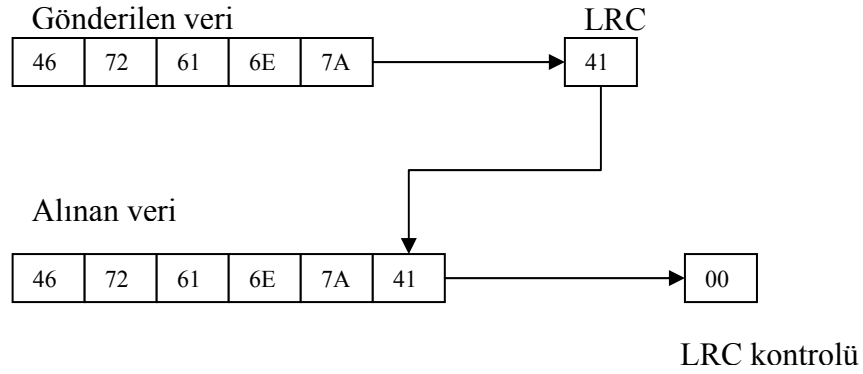 Gönderilen veri LRC
46 72 61 6E 7A 41
Alınan veri
46 72 61 6E 7A 41 00
LRC kontrolü